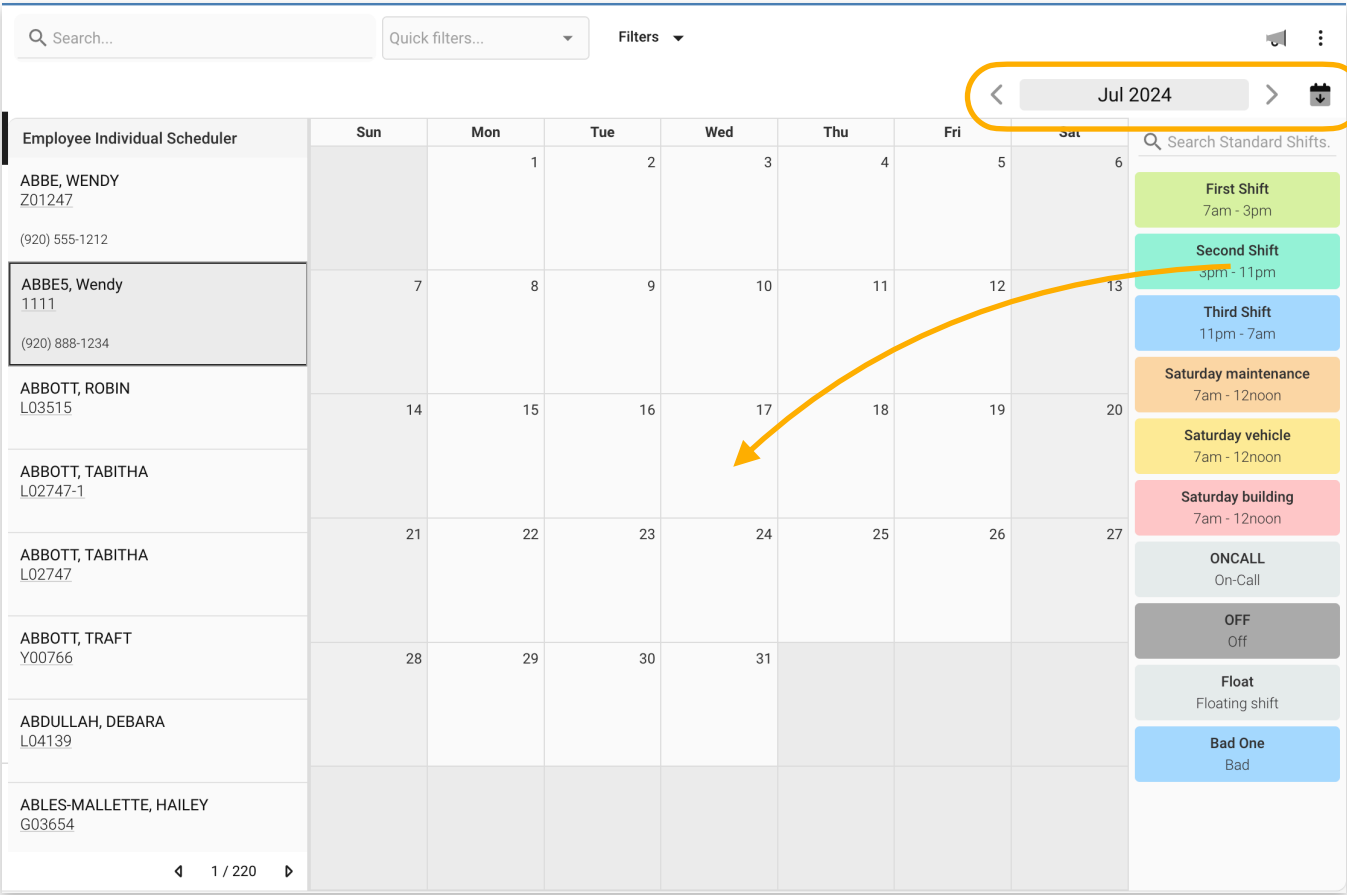 Search...
Quick filters...
Filters
Jul 2024
Employee Individual Scheduler
ABBE, WENDY
Z01247
(920) 555-1212
ABBE5, Wendy
1111
(920) 888-1234
ABBOTT, ROBIN
L03515
ABBOTT, TABITHA
L02747-1
ABBOTT, TABITHA
L02747
ABBOTT, TRAFT
Y00766
ABDULLAH, DEBARA
L04139
ABLES-MALLETTE, HAILEY
G03654
1 / 220
Sun Mon Tue Wed Thu Fri Sat
1 2 3 4 5 6
7 8 9 10 11 12 13
14 15 16 17 18 19 20
21 22 23 24 25 26 27
28 29 30 31
Search Standard Shifts.
First Shift
7am - 3pm
Second Shift
3pm - 11pm
Third Shift
11pm - 7am
Saturday maintenance
7am - 12noon
Saturday vehicle
7am - 12noon
Saturday building
7am - 12noon
ONCALL
On-Call
OFF
Off
Float
Floating shift
Bad One
Bad